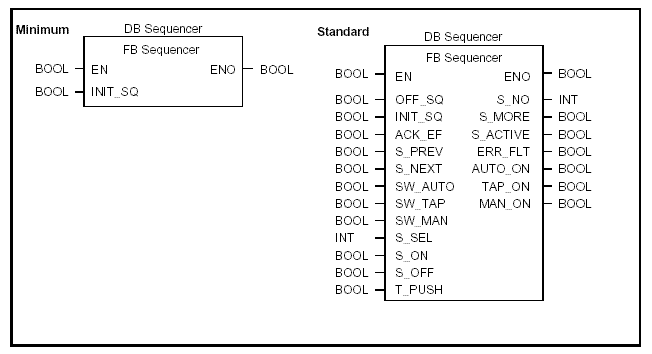 Minimum
DB Sequencer
FB Sequencer
BOOL EN ENO BOOL
BOOL INIT_SQ
Standard
DB Sequencer
FB Sequencer
BOOL EN ENO BOOL
BOOL OFF_SQ S_NO INT
BOOL INIT_SQ S_MORE BOOL
BOOL ACK_EF S_ACTIVE BOOL
BOOL S_PREV ERR_FLT BOOL
BOOL S_NEXT AUTO_ON BOOL
BOOL SW_AUTO TAP_ON BOOL
BOOL SW_TAP MAN_ON BOOL
BOOL SW_MAN
INT S_SEL
BOOL S_ON
BOOL S_OFF
BOOL T_PUSH